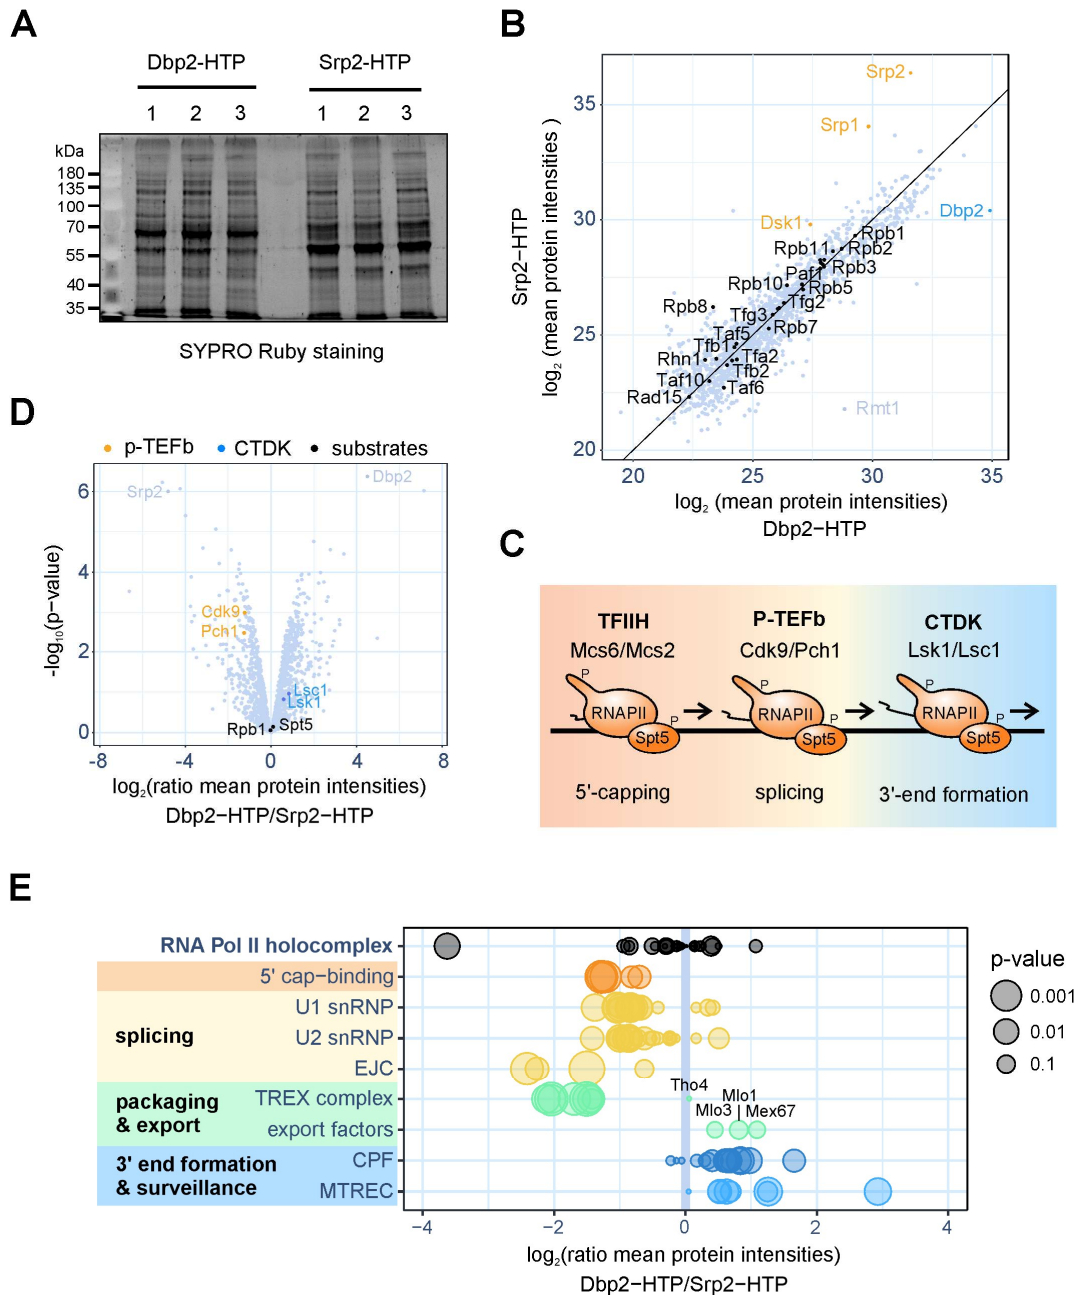 A
Dbp2-HTP
Srp2-HTP
1 2 3 1 2 3
kDa
180
135
100
70
55
40
35
SYPRO Ruby staining
B
Srp2−HTP
log2 (mean protein intensities )
35
30
25
20
Srp2
Srp1
Dbp2
Dsk1
Rpb1
Rpb11
Rpb2
Rpb3
Paf1
Rpb10
Rpb5
Rpb8
Tfg2
Tfg3
Rpb7
Taf5
Tfb1
Rhn1
Tfa2
Tfb2
Taf10
Taf6
Rad15
Rmt1
20 25 30 35
log2 (mean protein intensities)
Dbp2−HTP
C
TFIIH
Mcs6/Mcs2
P
RNAPII
P
Spt5
5'-capping
P-TEFb
Cdk9/Pch1
P
RNAPII
P
Spt5
splicing
CTDK
Lsk1/Lsc1
P
RNAPII
P
Spt5
3'-end formation
D
p-TEFb CTDK substrates
-log10(p−value)
6
4
2
0
Srp2
Dbp2
Cdk9
Pch1
Lsc1
Lsk1
Rpb1
Spt5
-8 -4 0 4 8
log2(ratio mean protein intensities)
Dbp2−HTP/Srp2−HTP
E
RNA Pol II holocomplex
5' cap−binding
splicing
U1 snRNP
U2 snRNP
EJC
packaging
& export
TREX complex
export factors
3' end formation
& surveillance
CPF
MTREC
Tho4
Mlo1
Mlo3
Mex67
−4 −2 0 2 4
log2(ratio mean protein intensities)
Dbp2−HTP/Srp2−HTP
p-value
0.001
0.01
0.1